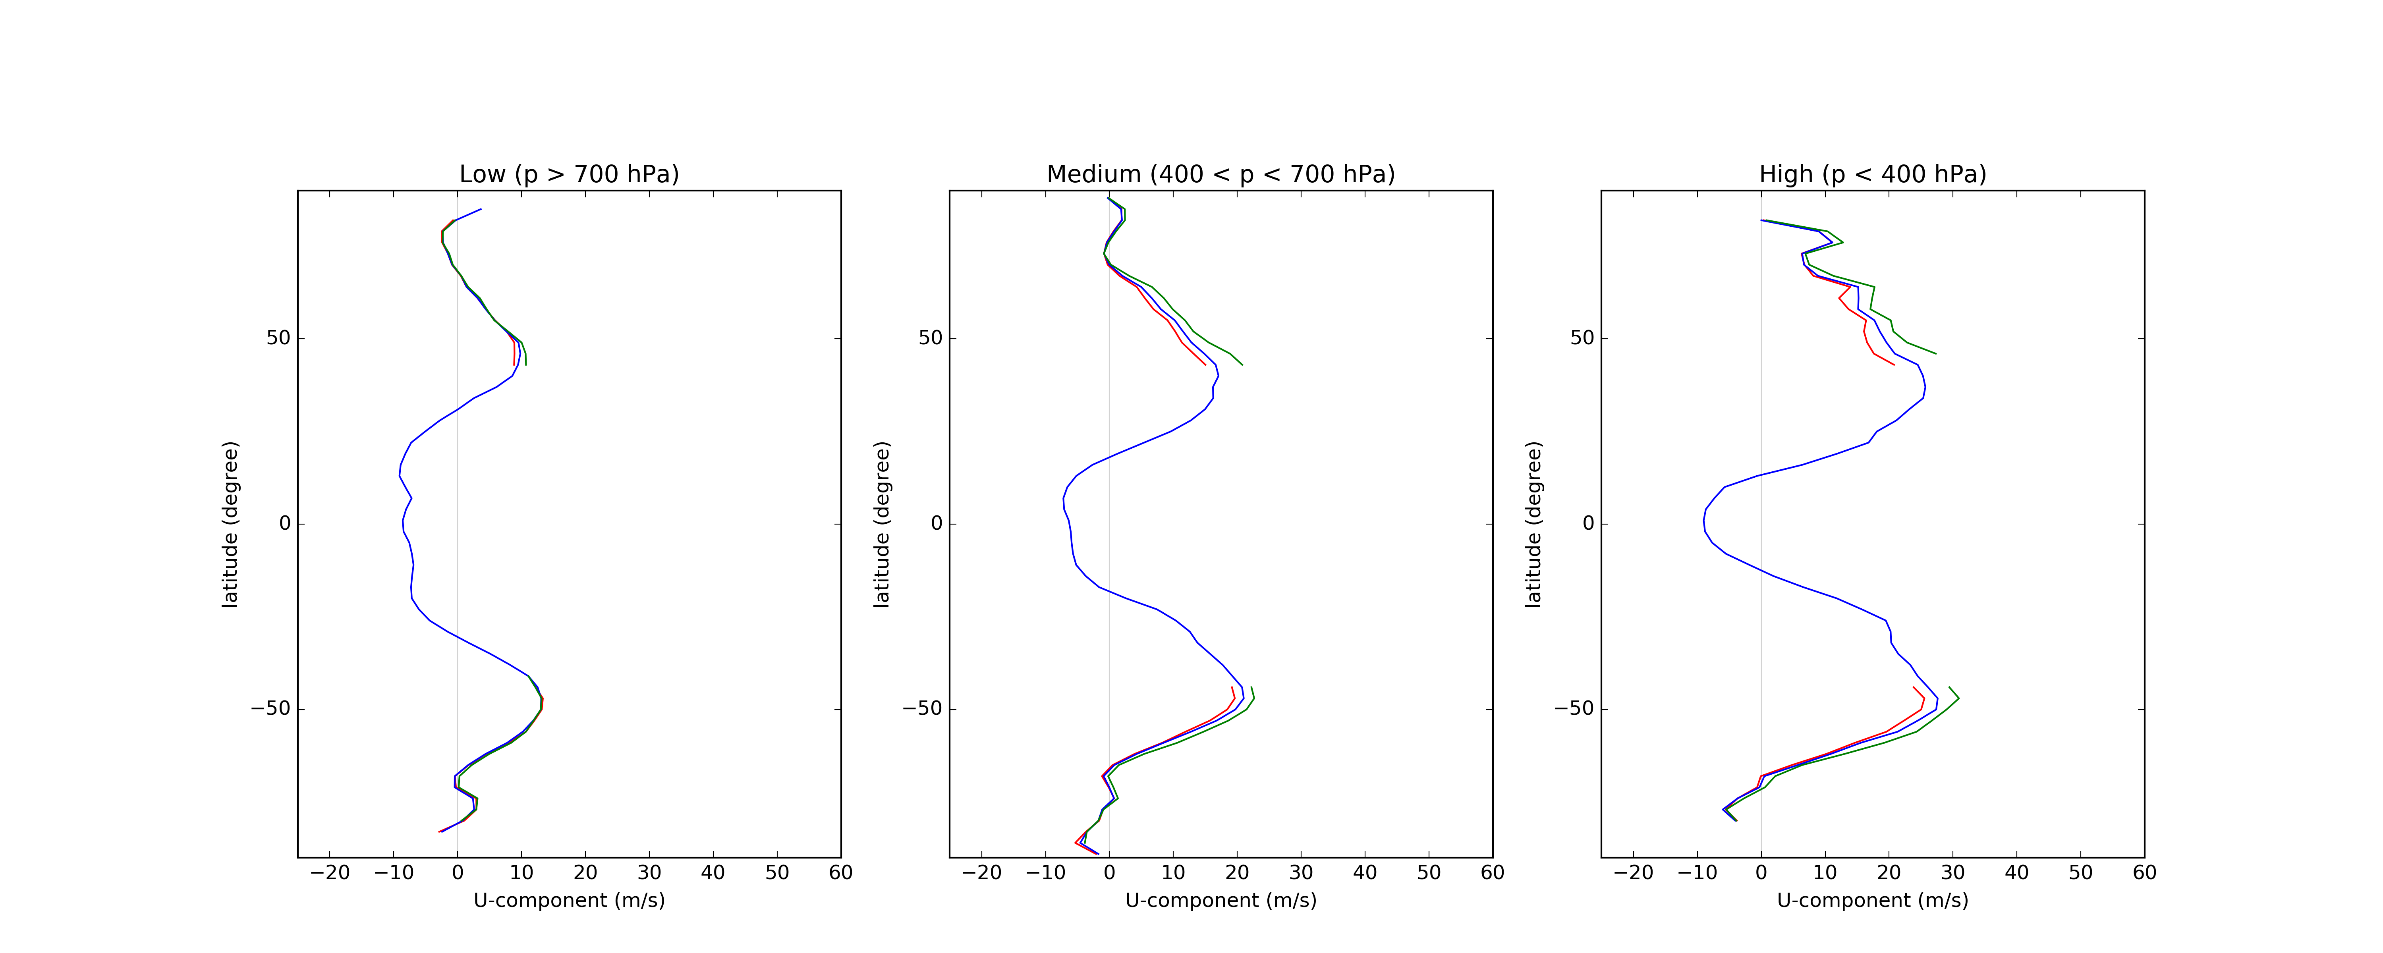 Low (p > 700 hPa)
latitude (degree)
50
0
−50
−20 −10 0 10 20 30 40 50 60
U-component (m/s)
Medium (400 < p < 700 hPa)
latitude (degree)
50
0
−50
−20 −10 0 10 20 30 40 50 60
U-component (m/s)
High (p < 400 hPa)
latitude (degree)
50
0
−50
−20 −10 0 10 20 30 40 50 60
U-component (m/s)